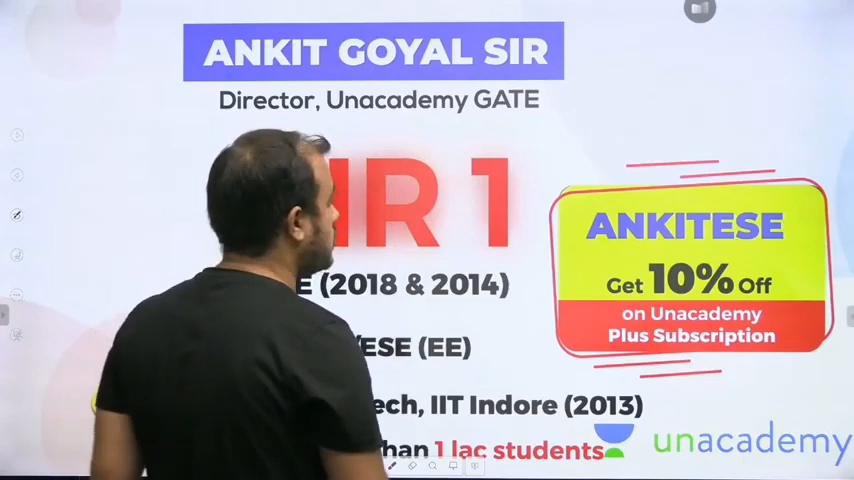 ANKIT GOYAL SIR
Director, Unacademy GATE
IR 1
E (2018 & 2014)
ESE (EE)
ech, IIT Indore (2013)
han 1 lac students
ANKITESE
Get 10% Off
on Unacademy
Plus Subscription
unacademy